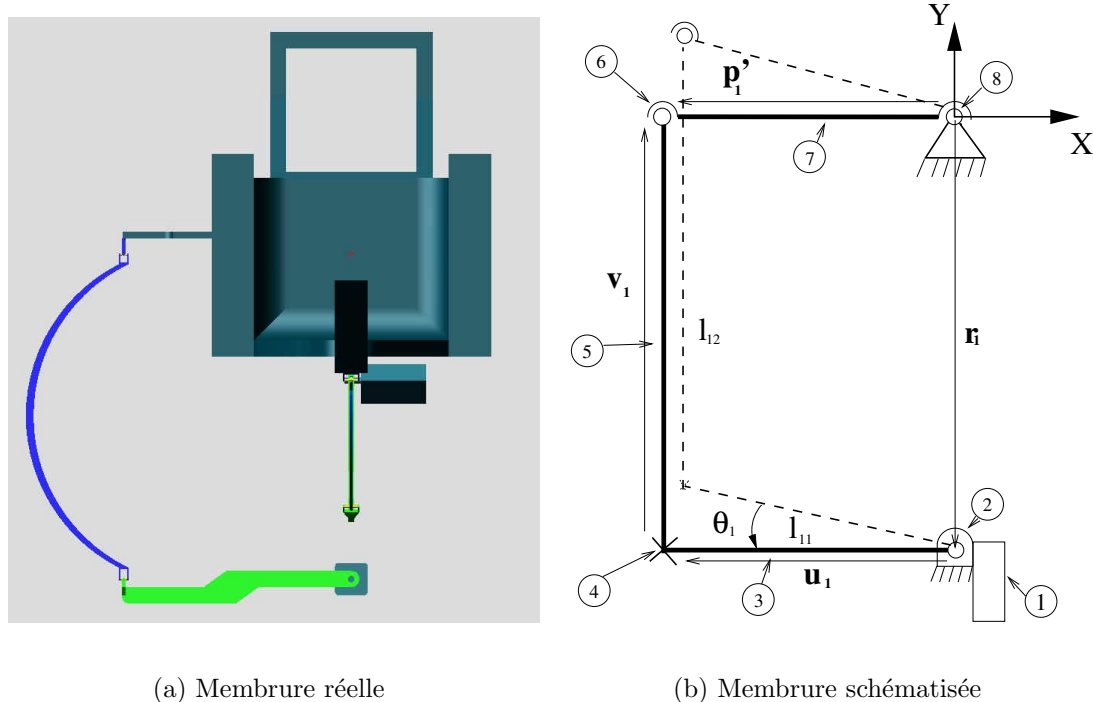 Y
6
p₁'
8
7
X
v₁
l₁₂
5
r₁
θ₁
l₁₁
2
4
3
u₁
1
(a) Membrure réelle
(b) Membrure schématisée